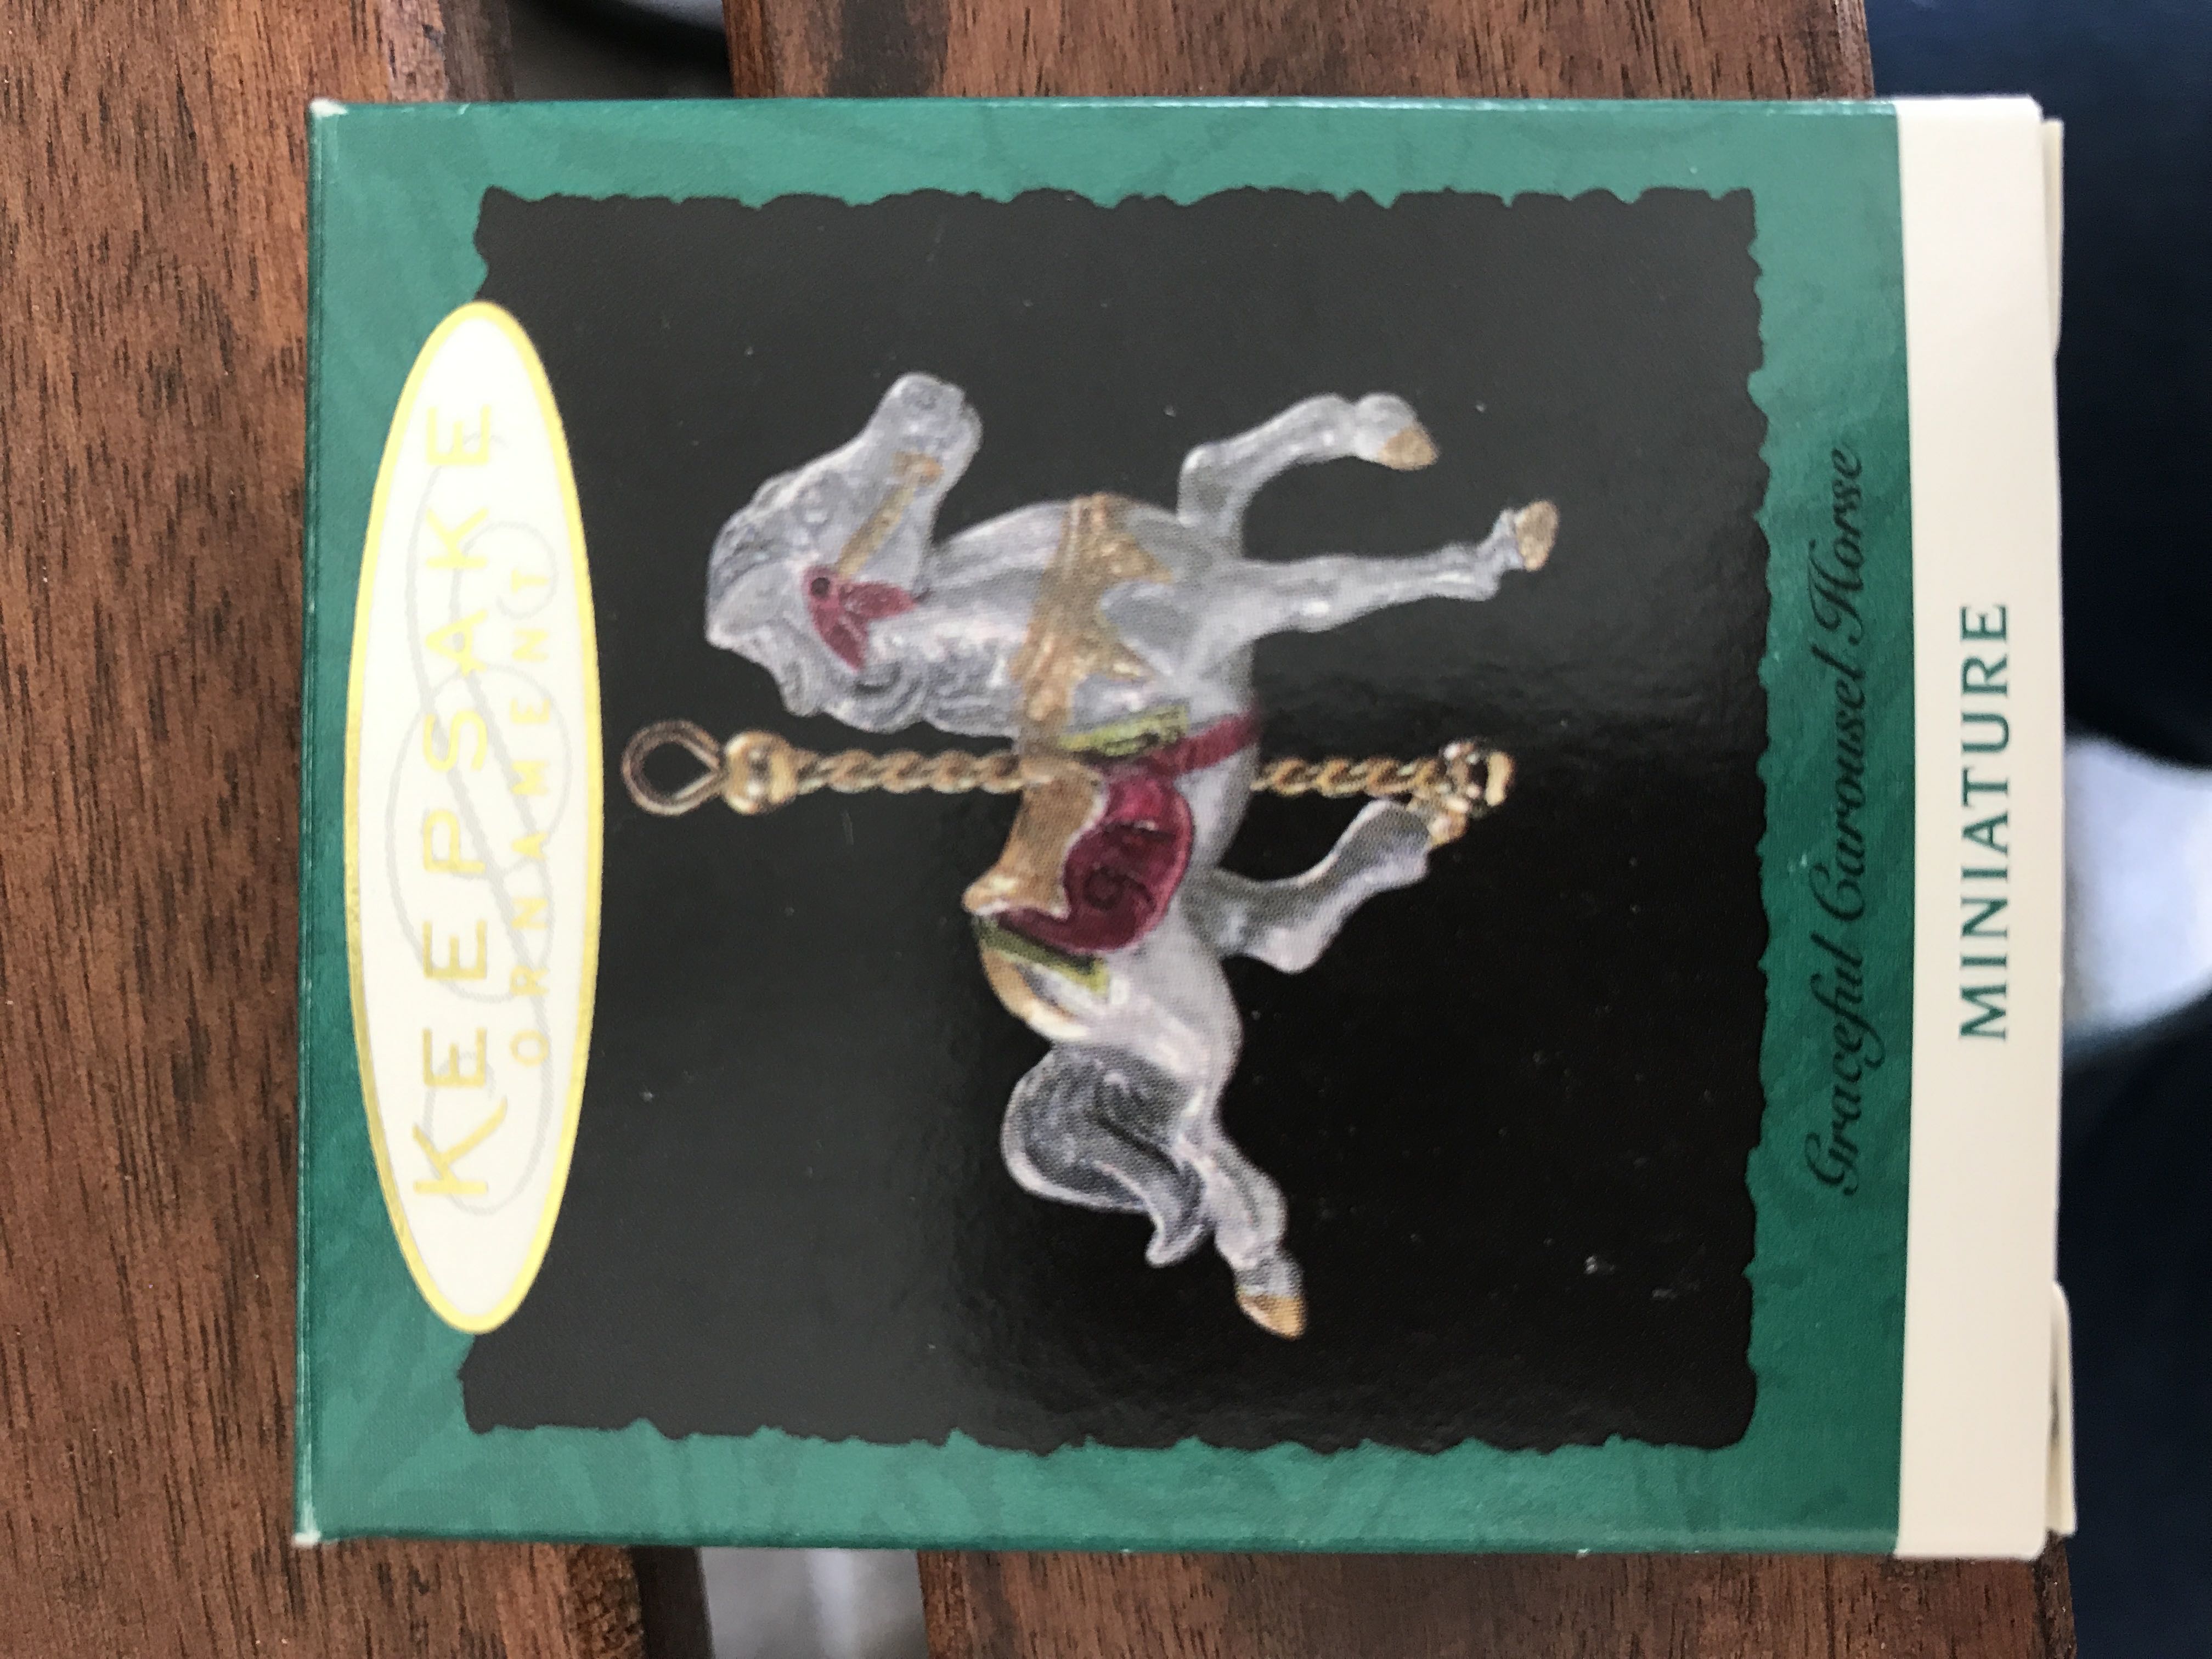 KEEPSAKE
ORNAMENT
Graceful Carousel Horse
MINIATURE